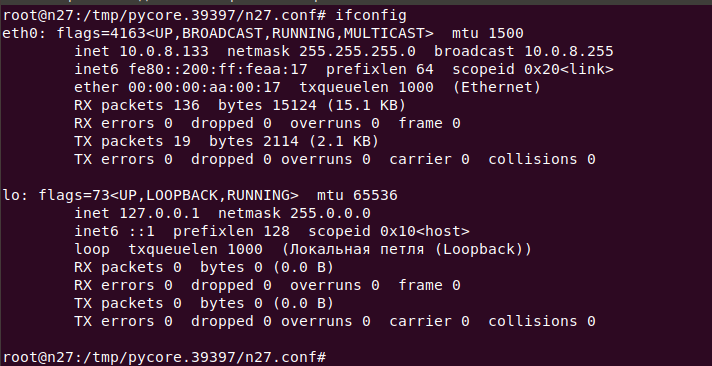 root@n27:/tmp/pycore.39397/n27.conf# ifconfig
eth0: flags=4163<UP,BROADCAST,RUNNING,MULTICAST>  mtu 1500
        inet 10.0.8.133  netmask 255.255.255.0  broadcast 10.0.8.255
        inet6 fe80::200:ff:feaa:17  prefixlen 64  scopeid 0x20<link>
        ether 00:00:00:aa:00:17  txqueuelen 1000  (Ethernet)
        RX packets 136  bytes 15124 (15.1 KB)
        RX errors 0  dropped 0  overruns 0  frame 0
        TX packets 19  bytes 2114 (2.1 KB)
        TX errors 0  dropped 0 overruns 0  carrier 0  collisions 0

lo: flags=73<UP,LOOPBACK,RUNNING>  mtu 65536
        inet 127.0.0.1  netmask 255.0.0.0
        inet6 ::1  prefixlen 128  scopeid 0x10<host>
        loop  txqueuelen 1000  (Локальная петля (Loopback))
        RX packets 0  bytes 0 (0.0 B)
        RX errors 0  dropped 0  overruns 0  frame 0
        TX packets 0  bytes 0 (0.0 B)
        TX errors 0  dropped 0 overruns 0  carrier 0  collisions 0

root@n27:/tmp/pycore.39397/n27.conf#